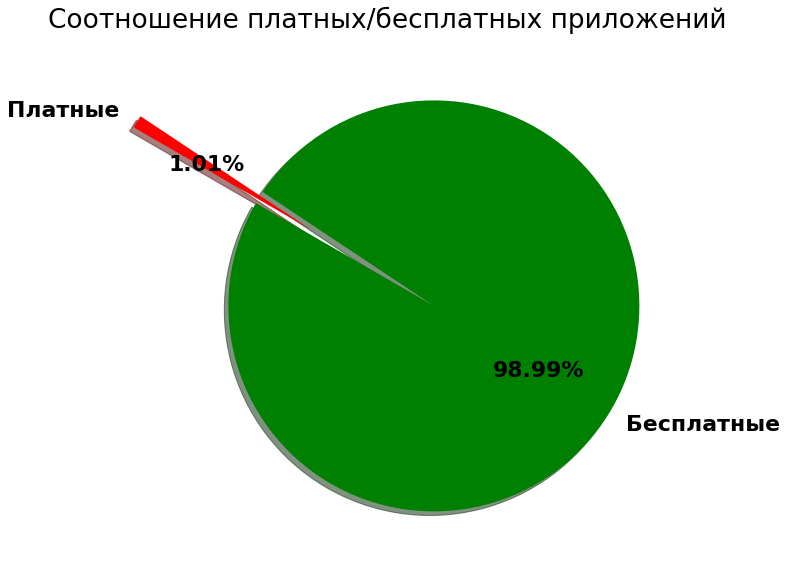 Соотношение платных/бесплатных приложений
Платные
1.01%
98.99%
Бесплатные